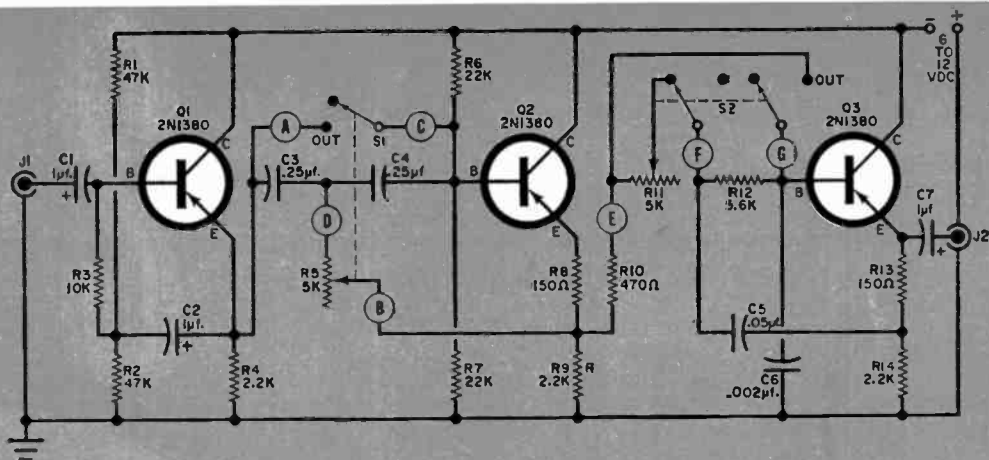 R1
47K
Q1
2N1380
C
B
E
J1
C1
1µf.
+
R3
10K
C2
1µf.
+
R2
47K
R4
2.2K
A
OUT
S1
C
C3
.25µf
C4
.25µf
D
R5
5K
B
R6
22K
R7
22K
Q2
2N1380
C
B
E
R8
150Ω
R9
2.2K
R
R10
470Ω
E
R11
5K
OUT
S2
F
G
R12
5.6K
C5
.05µf
C6
.002µf.
Q3
2N1380
C
B
E
C7
1µf
+
J2
R13
150Ω
R14
2.2K
- +
6
TO
12
VDC